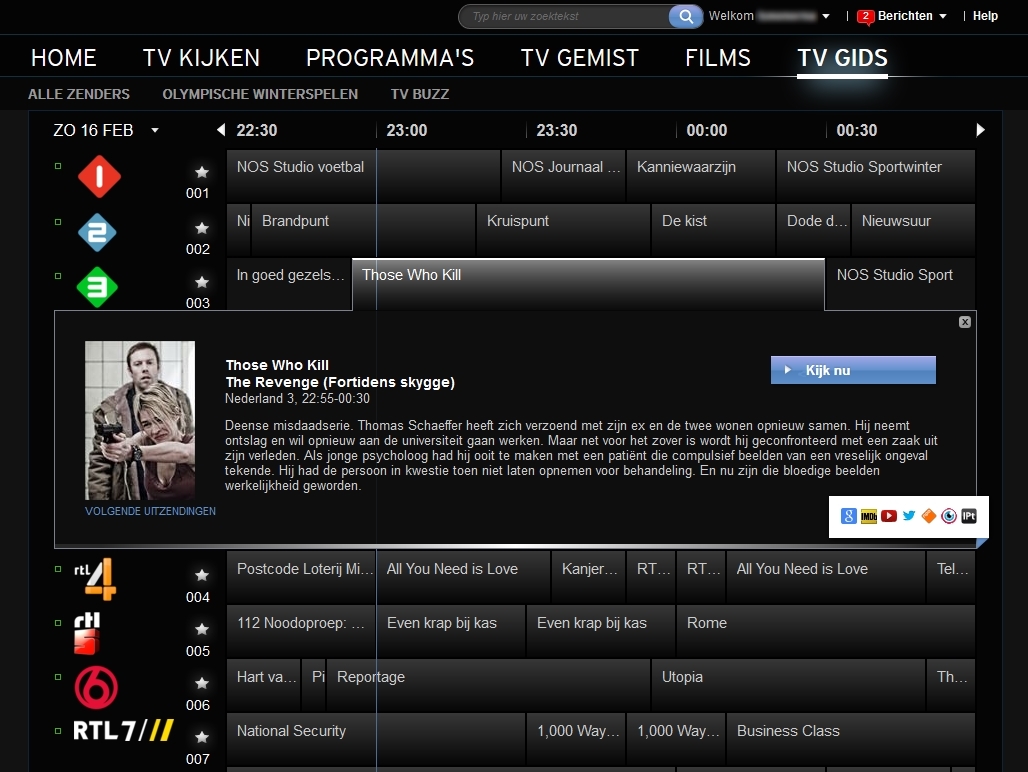 Typ hier uw zoektekst
Welkom
2 Berichten
Help
HOME TV KIJKEN PROGRAMMA'S TV GEMIST FILMS TV GIDS
ALLE ZENDERS OLYMPISCHE WINTERSPELEN TV BUZZ
ZO 16 FEB 22:30 23:00 23:30 00:00 00:30
1 001 NOS Studio voetbal NOS Journaal ... Kanniewaarzijn NOS Studio Sportwinter
2 002 Ni Brandpunt Kruispunt De kist Dode d... Nieuwsuur
3 003 In goed gezels... Those Who Kill NOS Studio Sport
x
Those Who Kill
The Revenge (Fortidens skygge)
Nederland 3, 22:55-00:30
Kijk nu
Deense misdaadserie. Thomas Schaeffer heeft zich verzoend met zijn ex en de twee wonen opnieuw samen. Hij neemt
ontslag en wil opnieuw aan de universiteit gaan werken. Maar net voor het zover is wordt hij geconfronteerd met een zaak uit
zijn verleden. Als jonge psycholoog had hij ooit te maken met een patiënt die compulsief beelden van een vreselijk ongeval
tekende. Hij had de persoon in kwestie toen niet laten opnemen voor behandeling. En nu zijn die bloedige beelden
werkelijkheid geworden.
VOLGENDE UITZENDINGEN
g IMDb IPt
rtl 4 004 Postcode Loterij Mi... All You Need is Love Kanjer... RT... RT... All You Need is Love Tel...
rtl 5 005 112 Noodoproep: ... Even krap bij kas Even krap bij kas Rome
6 006 Hart va... Pi Reportage Utopia Th...
RTL 7 007 National Security 1,000 Way... 1,000 Way... Business Class